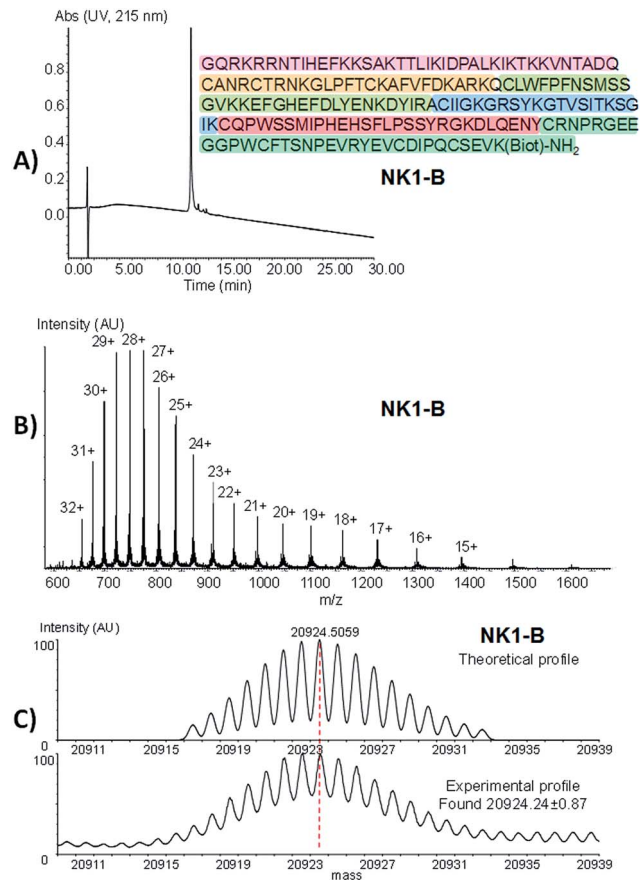 Abs (UV, 215 nm)
0.8
0.6
0.4
0.2
0.0
A)
GQRKRRNTIHEFKKSAKTTLIKIDPALKIKTKKVNTADQ
CANRCTRNKGLPFTCKAFVFDKARKQCLWFPFNSMSS
GVKKEFGHEFDLYENKDYIRACIIGKGRSYKGTVSITKSG
IKCQPWSSMIPHEHSFLPSSYRGKDLQENYCRNPRGEE
GGPWCFTSNPEVRYEVCDIPQCSEVK(Biot)-NH2
NK1-B
0.00 5.00 10.00 15.00 20.00 25.00 30.00
Time (min)
Intensity (AU)
B)
NK1-B
32+ 31+ 30+ 29+ 28+ 27+ 26+ 25+ 24+ 23+ 22+ 21+ 20+ 19+ 18+ 17+ 16+ 15+
600 700 800 900 1000 1100 1200 1300 1400 1500 1600
m/z
Intensity (AU)
C)
100
0
20924.5059
NK1-B
Theoretical profile
20911 20915 20919 20923 20927 20931 20935 20939
100
0
Experimental profile
Found 20924.24±0.87
20911 20915 20919 20923 20927 20931 20935 20939
mass